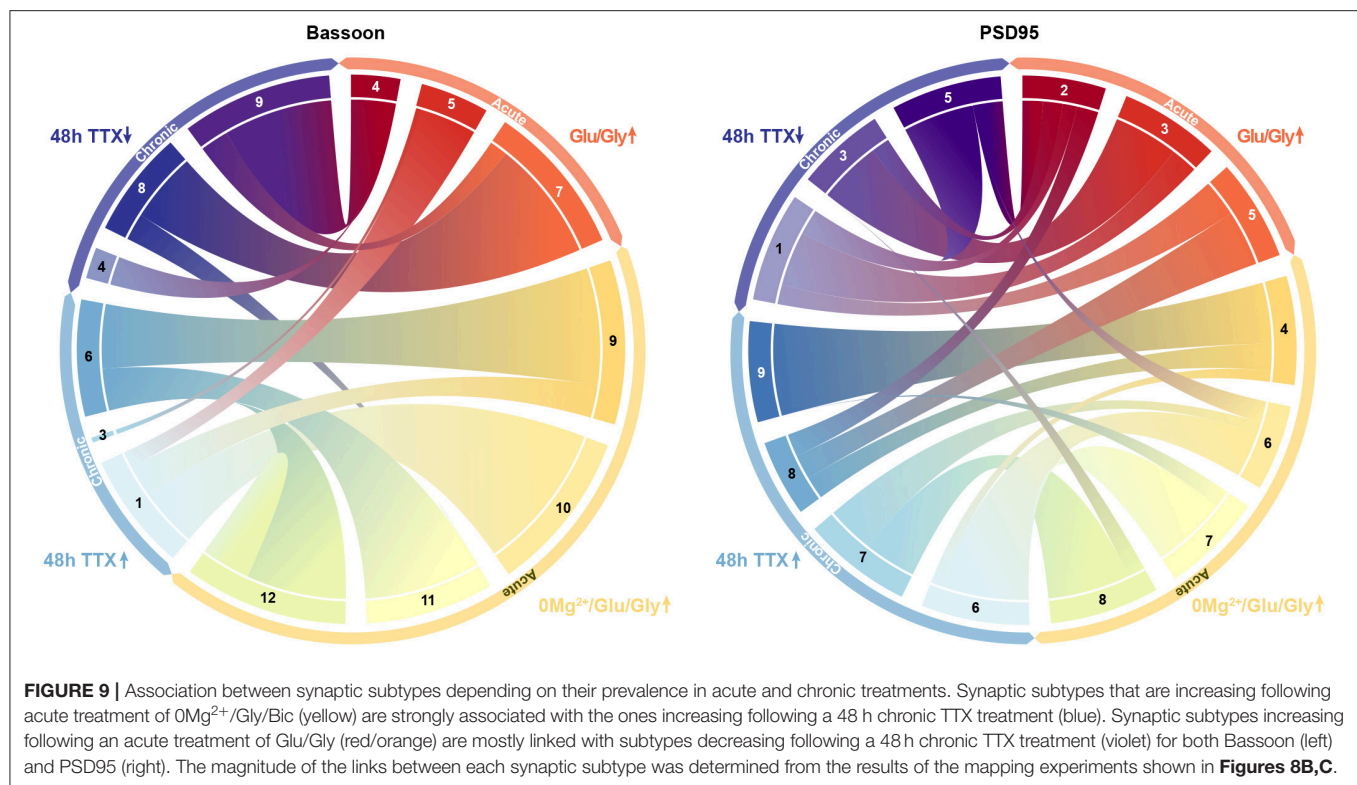 Bassoon
PSD95
48h TTX↓
Chronic
9
8
4
4
5
7
Acute
Glu/Gly↑
6
3
1
Chronic
48h TTX↑
9
10
11
12
Acute
0Mg²⁺/Glu/Gly↑
48h TTX↓
Chronic
5
3
1
2
3
5
Acute
Glu/Gly↑
9
8
7
6
Chronic
48h TTX↑
4
6
7
8
Acute
0Mg²⁺/Glu/Gly↑
FIGURE 9 | Association between synaptic subtypes depending on their prevalence in acute and chronic treatments. Synaptic subtypes that are increasing following
acute treatment of 0Mg²⁺/Gly/Bic (yellow) are strongly associated with the ones increasing following a 48 h chronic TTX treatment (blue). Synaptic subtypes increasing
following an acute treatment of Glu/Gly (red/orange) are mostly linked with subtypes decreasing following a 48 h chronic TTX treatment (violet) for both Bassoon (left)
and PSD95 (right). The magnitude of the links between each synaptic subtype was determined from the results of the mapping experiments shown in Figures 8B,C.